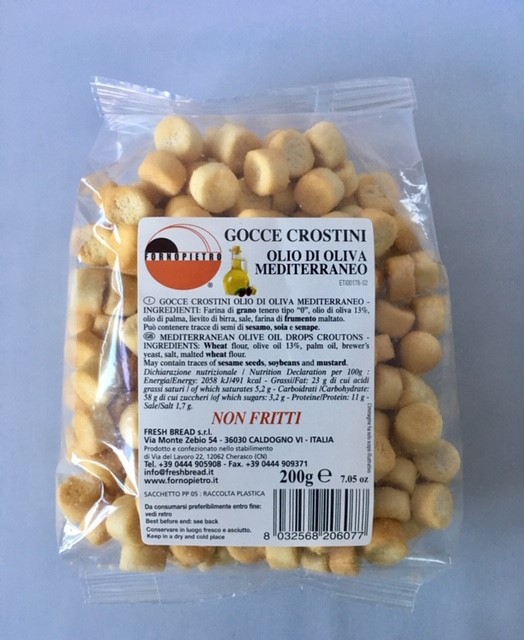 FORNOPIETRO
®
GOCCE CROSTINI
OLIO DI OLIVA
MEDITERRANEO
ETI00178-02
I GOCCE CROSTINI OLIO DI OLIVA MEDITERRANEO -
INGREDIENTI: Farina di grano tenero tipo "0", olio di oliva 13%,
olio di palma, lievito di birra, sale, farina di frumento maltato.
Può contenere tracce di semi di sesamo, soia e senape.
GB MEDITERRANEAN OLIVE OIL DROPS CROUTONS -
INGREDIENTS: Wheat flour, olive oil 13%, palm oil, brewer's
yeast, salt, malted wheat flour.
May contain traces of sesame seeds, soybeans and mustard.
Dichiarazione nutrizionale / Nutrition Declaration per 100g :
Energia/Energy: 2058 kJ/491 kcal - Grassi/Fat: 23 g di cui acidi
grassi saturi / of which saturates 5,2 g - Carboidrati /Carbohydrate:
58 g di cui zuccheri /of which sugars: 3,2 g - Proteine/Protein: 11 g -
Sale/Salt 1,7 g.
NON FRITTI
FRESH BREAD s.r.l.
Via Monte Zebio 54 - 36030 CALDOGNO VI - ITALIA
Prodotto e confezionato nello stabilimento
di Via del Lavoro 22, 12062 Cherasco (CN)
Tel. +39 0444 905908 - Fax. +39 0444 909371
info@freshbread.it
www.fornopietro.it
200g e 7.05 oz
SACCHETTO PP 05 : RACCOLTA PLASTICA
Da consumarsi preferibilmente entro fine:
vedi retro
Best before end: see back
Conservare in luogo fresco e asciutto.
Keep in a dry and cold place
8 032568 206077
L'immagine ha solo scopo illustrativo